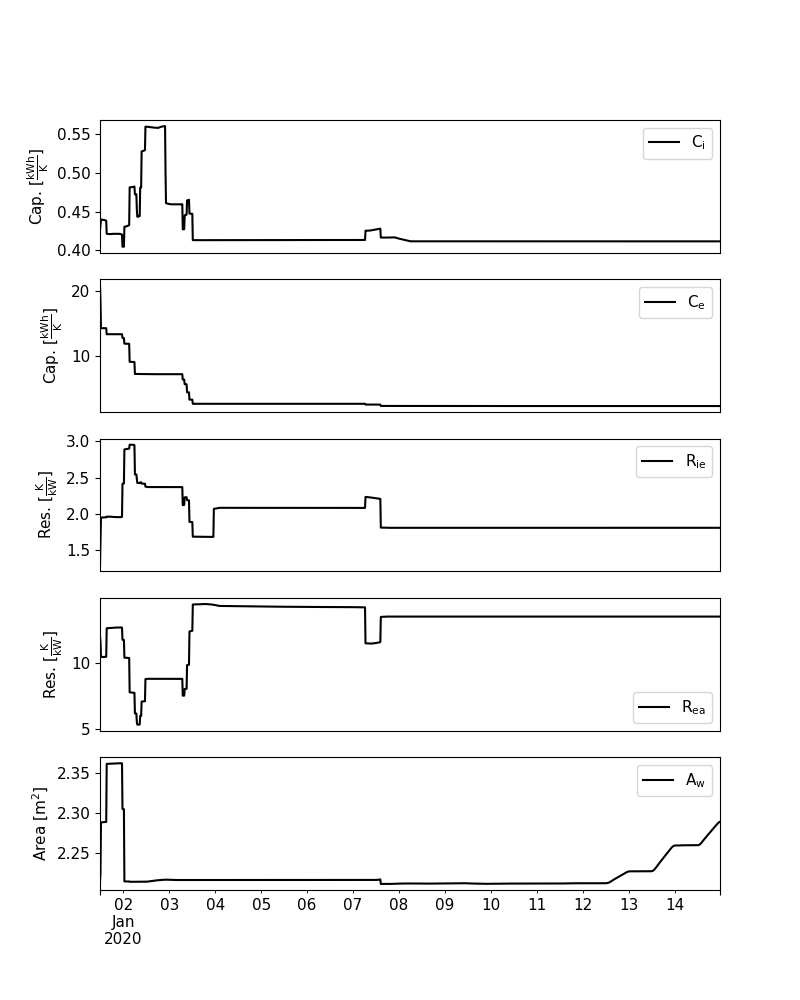 0.55
0.50
0.45
0.40
Cap. [kWh/K]
C_i
20
10
Cap. [kWh/K]
C_e
3.0
2.5
2.0
1.5
Res. [K/kW]
R_ie
10
5
Res. [K/kW]
R_ea
2.35
2.30
2.25
Area [m²]
A_w
02 03 04 05 06 07 08 09 10 11 12 13 14
Jan
2020